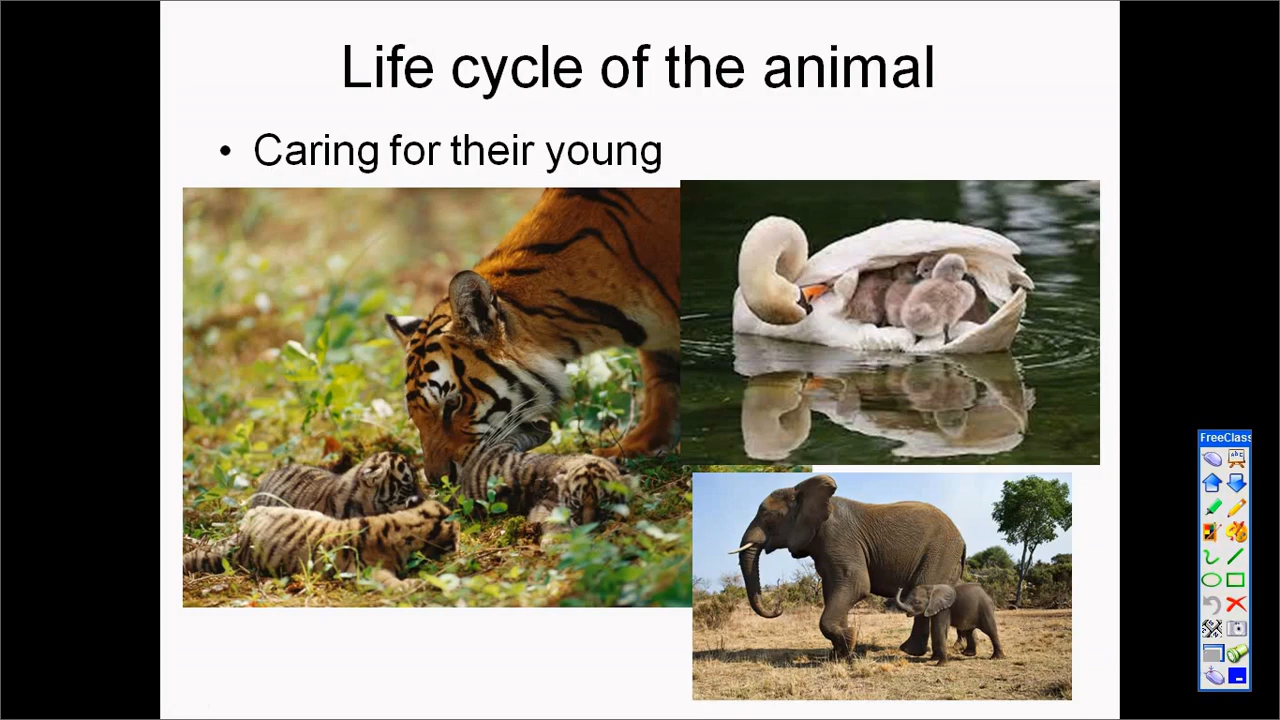 Life cycle of the animal
• Caring for their young
FreeClass